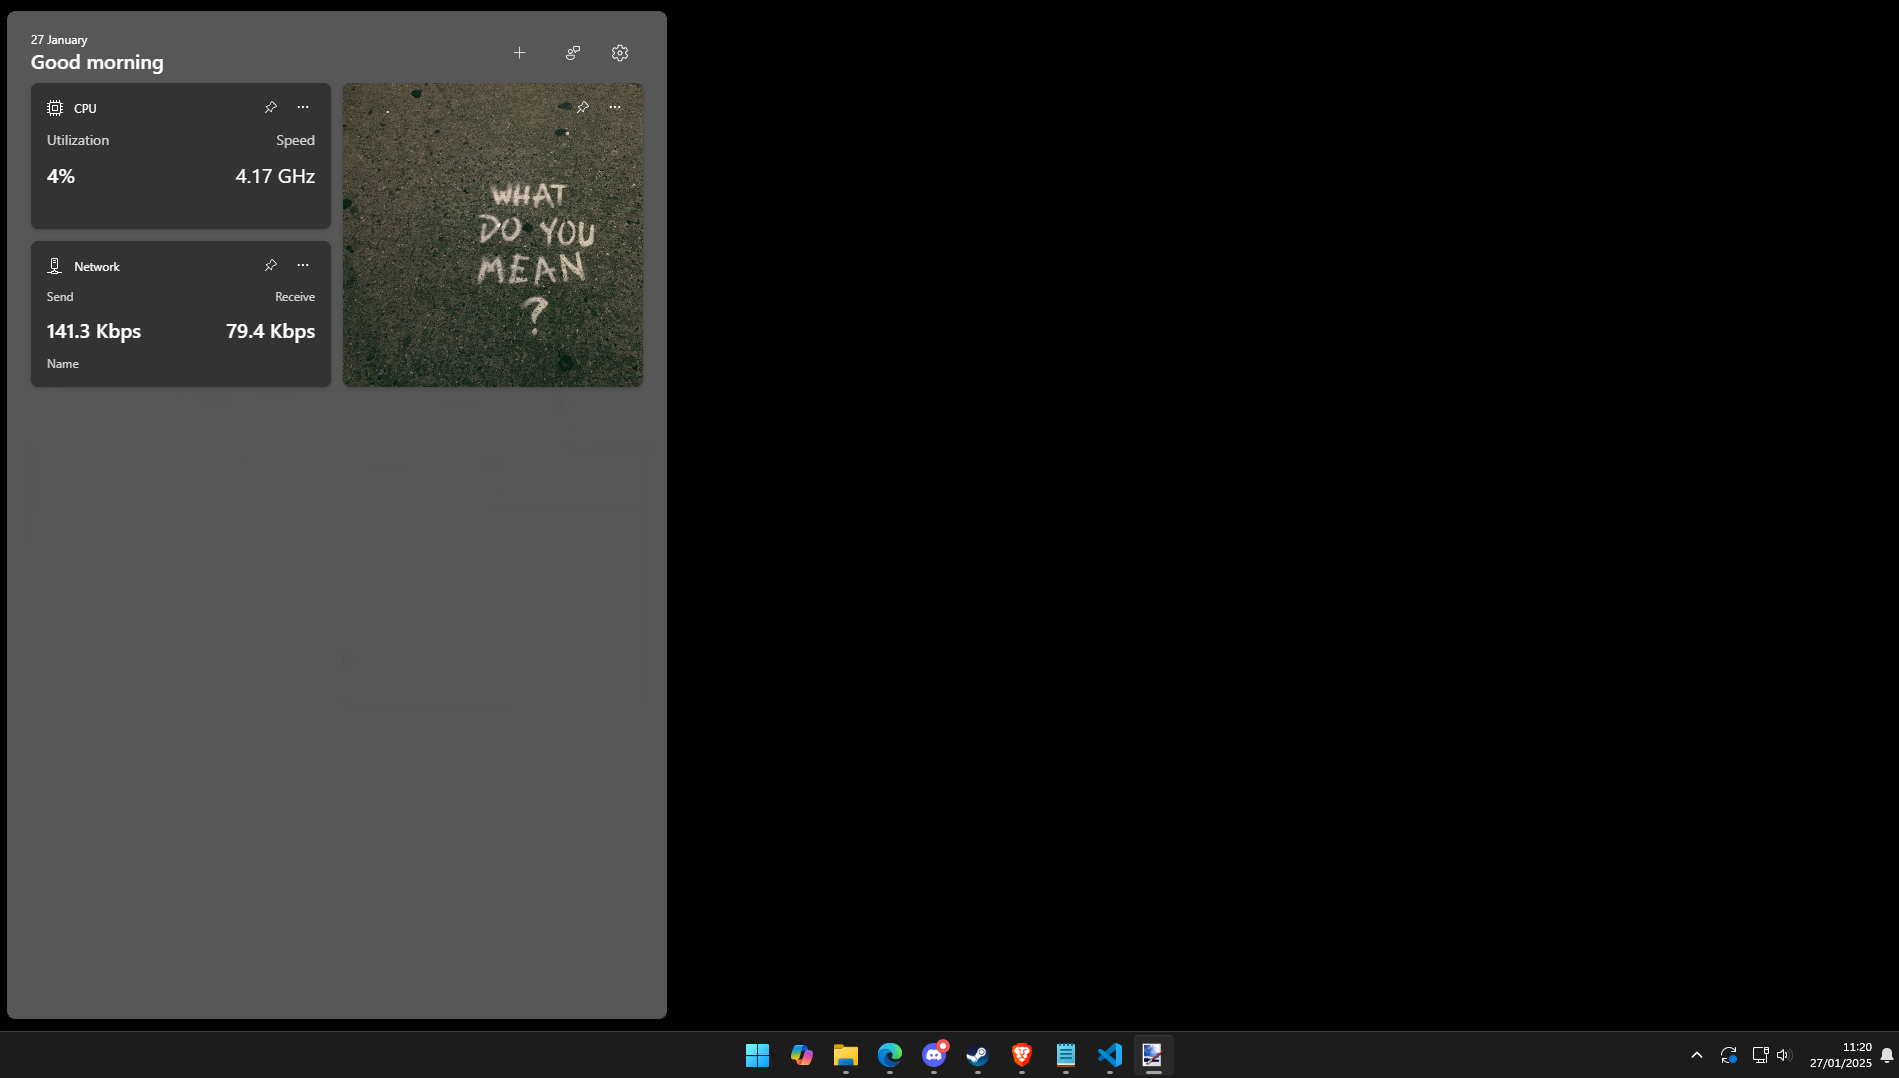 27 January
Good morning
CPU
Utilization Speed
4% 4.17 GHz
Network
Send Receive
141.3 Kbps 79.4 Kbps
Name
WHAT
DO YOU
MEAN
?
11:20
27/01/2025